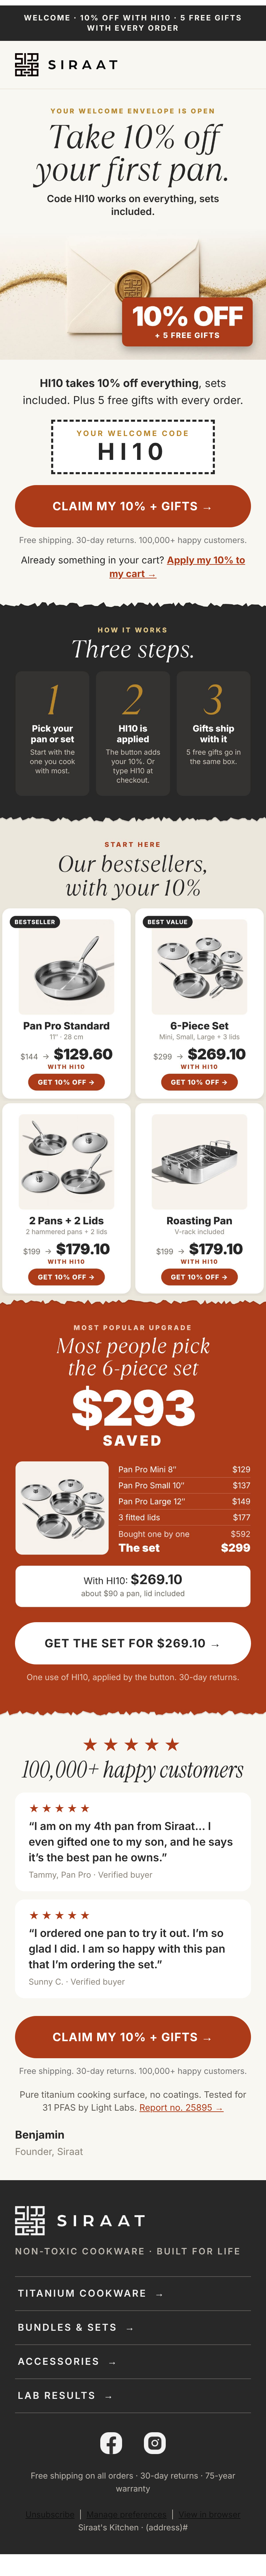 WELCOME · 10% OFF WITH HI10 · 5 FREE GIFTS
WITH EVERY ORDER
SIRAAT
YOUR WELCOME ENVELOPE IS OPEN
Take 10% off
your first pan.
Code HI10 works on everything, sets
included.
10% OFF
+ 5 FREE GIFTS
HI10 takes 10% off everything, sets
included. Plus 5 free gifts with every order.
YOUR WELCOME CODE
HI10
CLAIM MY 10% + GIFTS →
Free shipping. 30-day returns. 100,000+ happy customers.
Already something in your cart? Apply my 10% to
my cart →
HOW IT WORKS
Three steps.
1
Pick your
pan or set
Start with the
one you cook
with most.
2
HI10 is
applied
The button adds
your 10%. Or
type HI10 at
checkout.
3
Gifts ship
with it
5 free gifts go in
the same box.
START HERE
Our bestsellers,
with your 10%
BESTSELLER
Pan Pro Standard
11" · 28 cm
$144 → $129.60
WITH HI10
GET 10% OFF →
BEST VALUE
6-Piece Set
Mini, Small, Large + 3 lids
$299 → $269.10
WITH HI10
GET 10% OFF →
2 Pans + 2 Lids
2 hammered pans + 2 lids
$199 → $179.10
WITH HI10
GET 10% OFF →
Roasting Pan
V-rack included
$199 → $179.10
WITH HI10
GET 10% OFF →
MOST POPULAR UPGRADE
Most people pick
the 6-piece set
$293
SAVED
Pan Pro Mini 8" $129
Pan Pro Small 10" $137
Pan Pro Large 12" $149
3 fitted lids $177
Bought one by one $592
The set $299
With HI10: $269.10
about $90 a pan, lid included
GET THE SET FOR $269.10 →
One use of HI10, applied by the button. 30-day returns.
★★★★★
100,000+ happy customers
★★★★★
“I am on my 4th pan from Siraat... I
even gifted one to my son, and he says
it’s the best pan he owns.”
Tammy, Pan Pro · Verified buyer
★★★★★
“I ordered one pan to try it out. I’m so
glad I did. I am so happy with this pan
that I’m ordering the set.”
Sunny C. · Verified buyer
CLAIM MY 10% + GIFTS →
Free shipping. 30-day returns. 100,000+ happy customers.
Pure titanium cooking surface, no coatings. Tested for
31 PFAS by Light Labs. Report no. 25895 →
Benjamin
Founder, Siraat
SIRAAT
NON-TOXIC COOKWARE · BUILT FOR LIFE
TITANIUM COOKWARE →
BUNDLES & SETS →
ACCESSORIES →
LAB RESULTS →
Free shipping on all orders · 30-day returns · 75-year
warranty
Unsubscribe | Manage preferences | View in browser
Siraat's Kitchen · (address)#